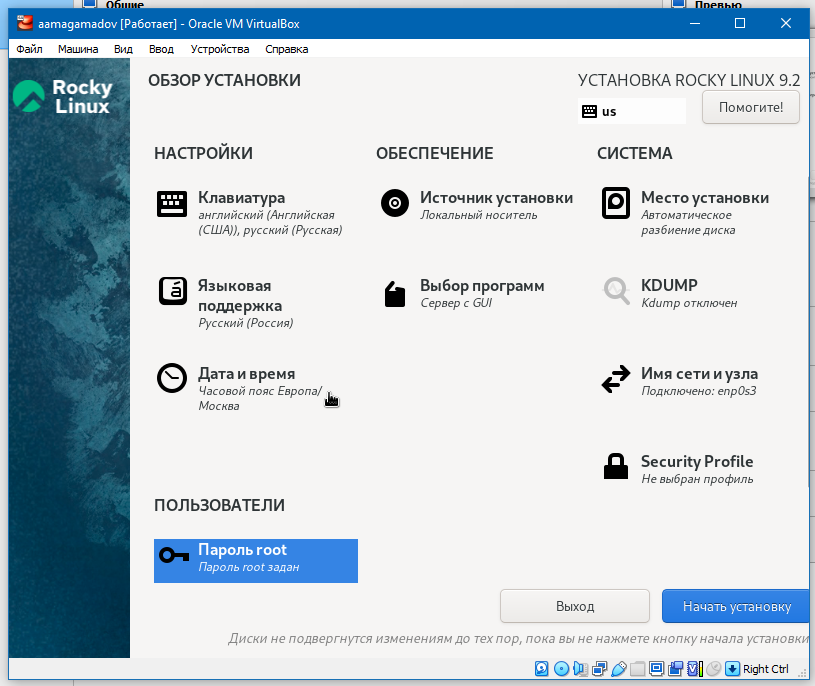 Общие
Превью
aamagamadov [Работает] - Oracle VM VirtualBox
Файл Машина Вид Ввод Устройства Справка
Rocky
Linux
ОБЗОР УСТАНОВКИ
УСТАНОВКА ROCKY LINUX 9.2
us
Помогите!
НАСТРОЙКИ
Клавиатура
английский (Английская
(США)), русский (Русская)
Языковая
поддержка
Русский (Россия)
Дата и время
Часовой пояс Европа/
Москва
ОБЕСПЕЧЕНИЕ
Источник установки
Локальный носитель
Выбор программ
Сервер с GUI
СИСТЕМА
Место установки
Автоматическое
разбиение диска
KDUMP
Kdump отключен
Имя сети и узла
Подключено: enp0s3
Security Profile
Не выбран профиль
ПОЛЬЗОВАТЕЛИ
Пароль root
Пароль root задан
Выход
Начать установку
Диски не подвергнутся изменениям до тех пор, пока вы не нажмете кнопку начала установки
Right Ctrl